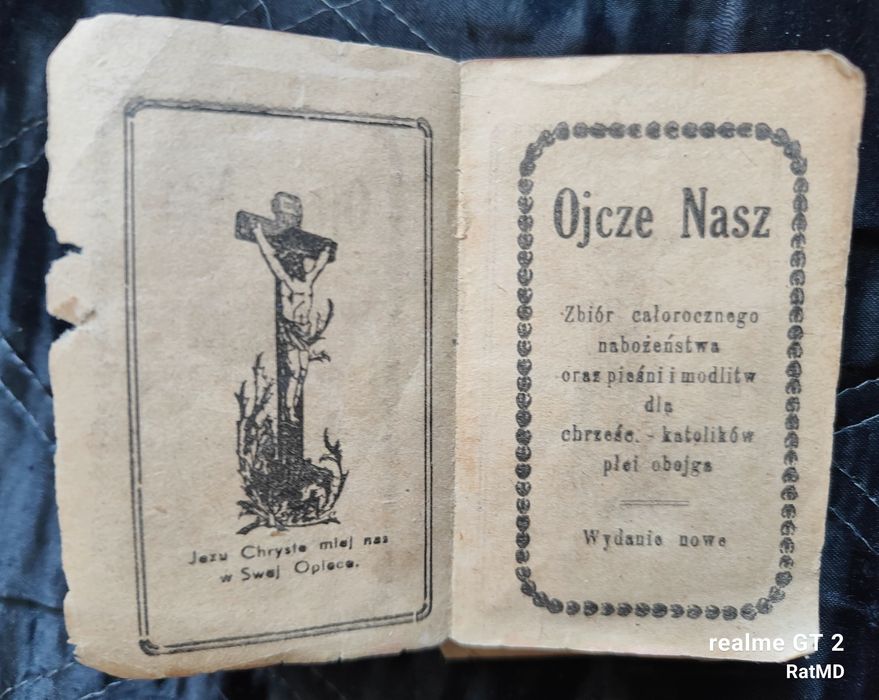 Jezu Chryste miej nas
w Swej Opiece.
Ojcze Nasz
Zbiór całorocznego
nabożeństwa
oraz pieśni i modlitw
dla
chrześc. - katolików
płci obojga
Wydanie nowe
realme GT 2
RatMD